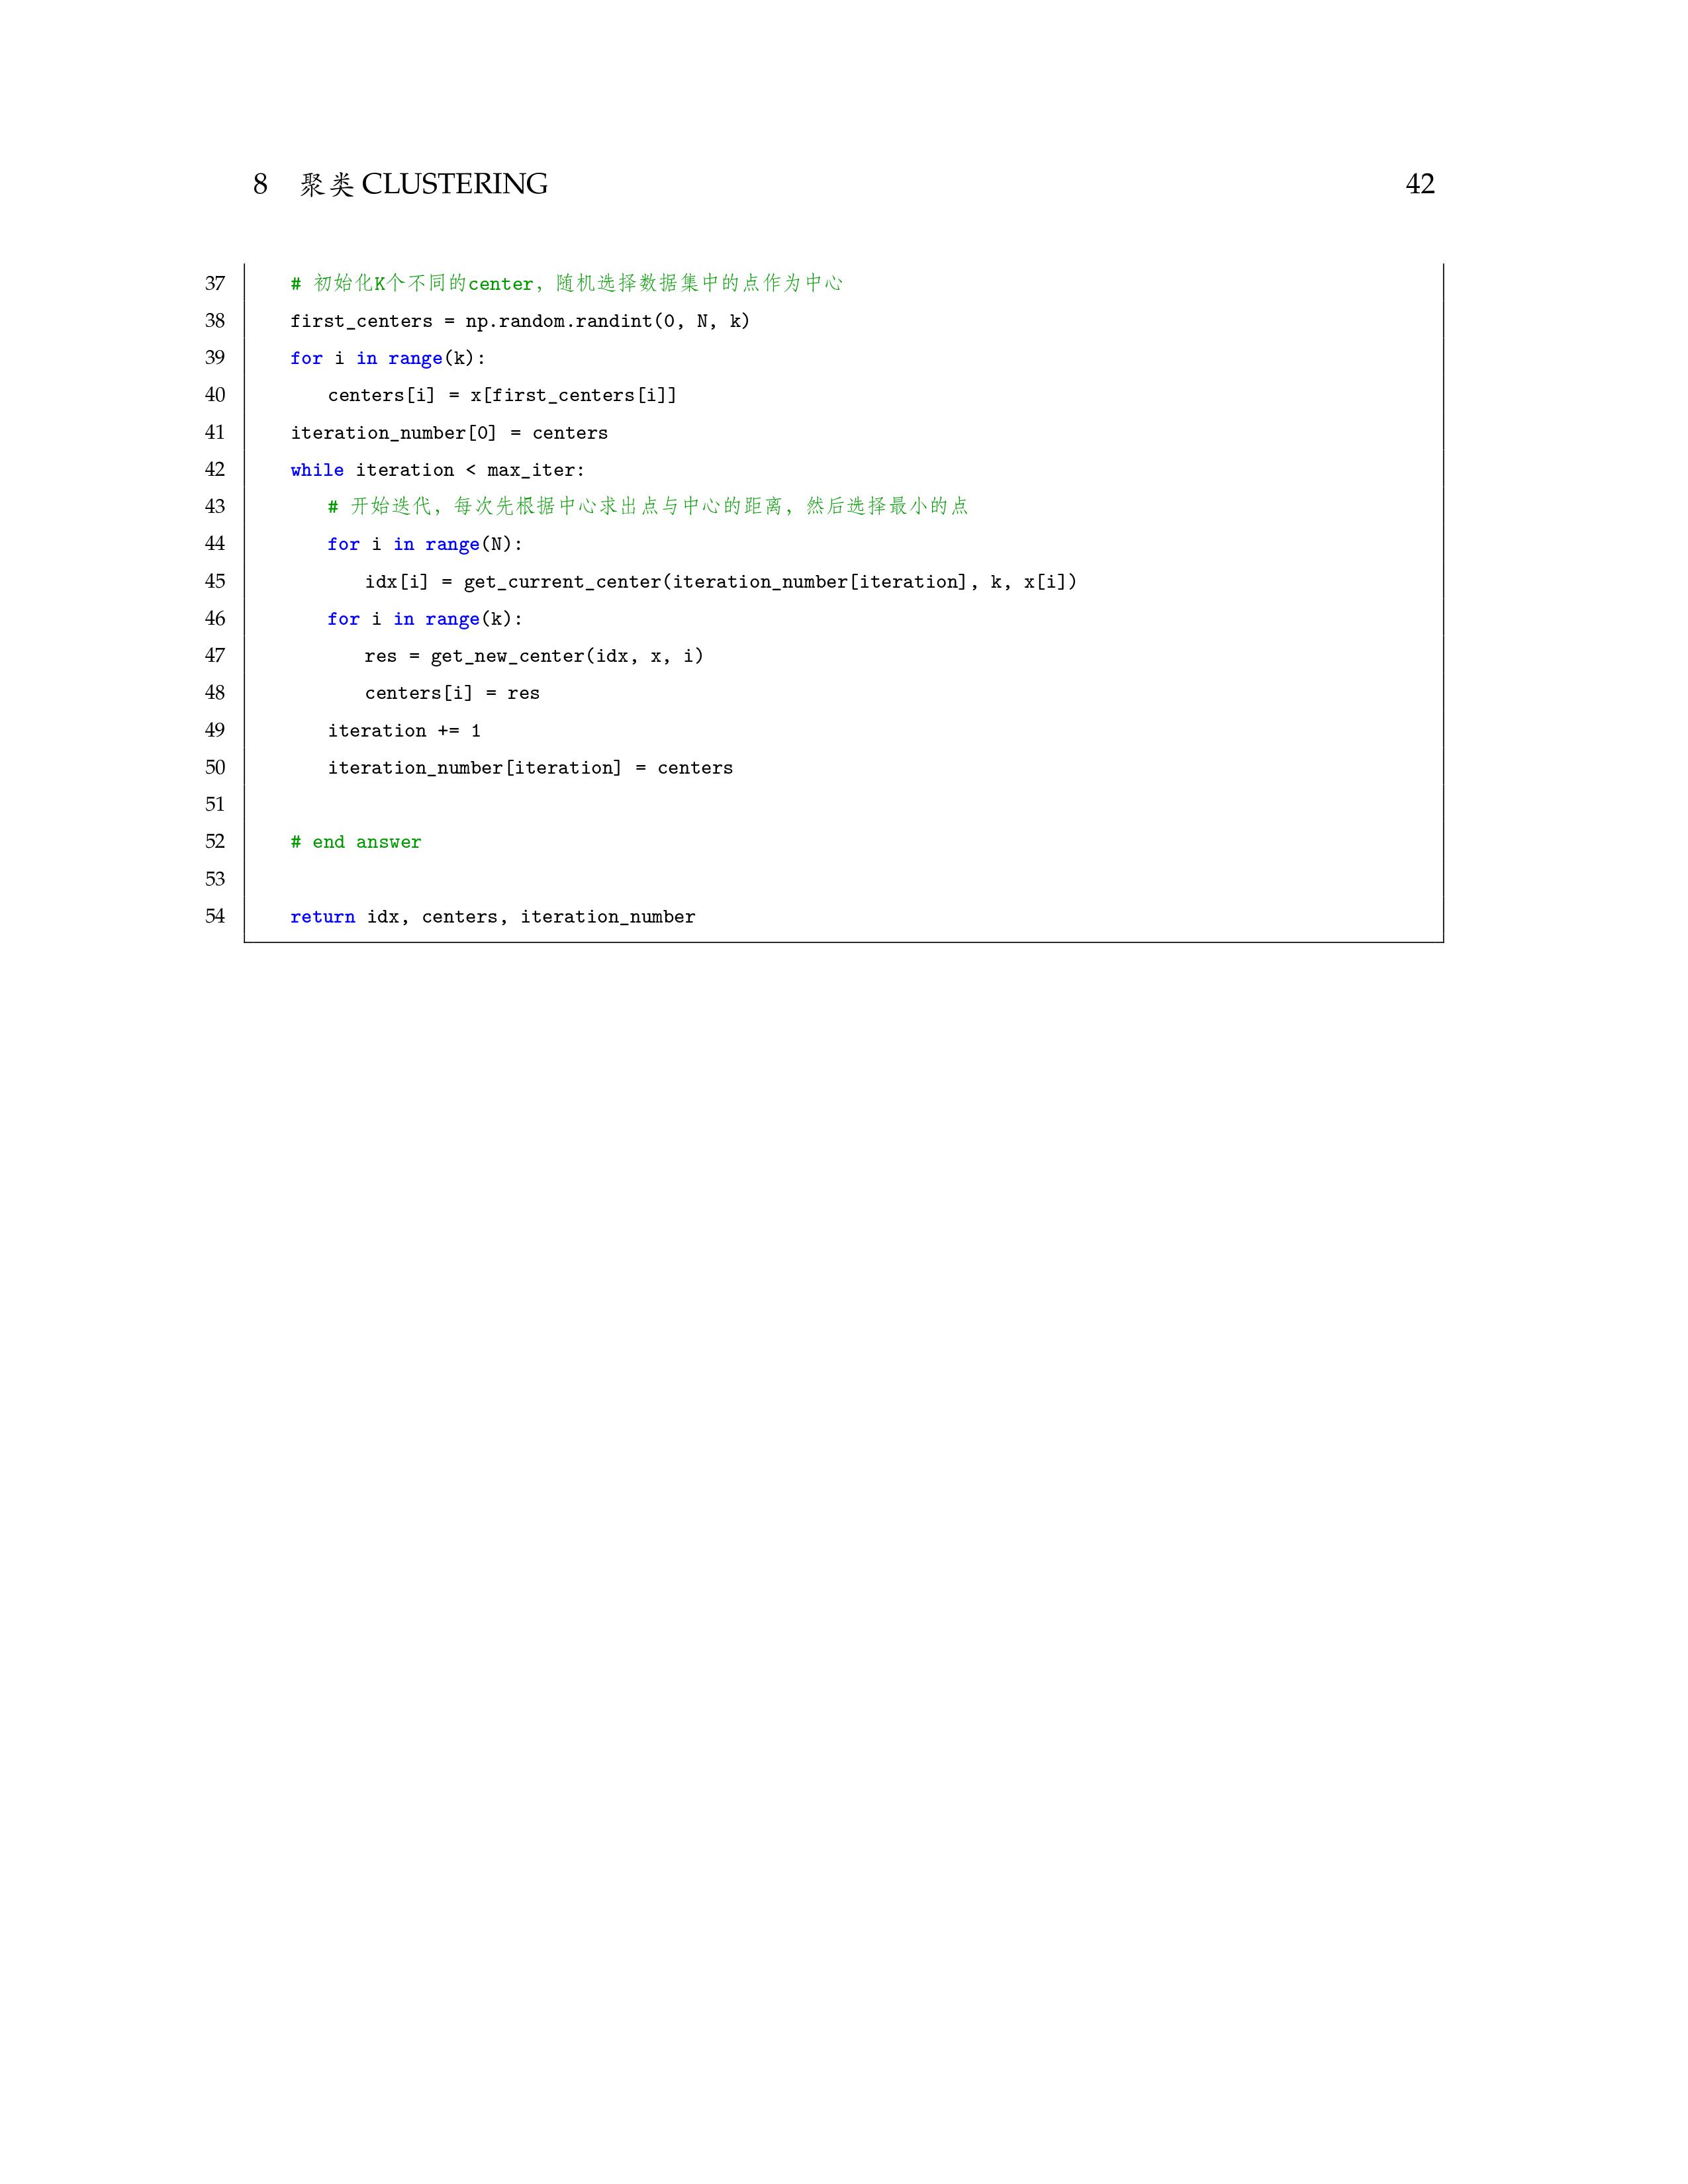 8 聚类 CLUSTERING 42
37 # 初始化K个不同的center，随机选择数据集中的点作为中心
38 first_centers = np.random.randint(0, N, k)
39 for i in range(k):
40 centers[i] = x[first_centers[i]]
41 iteration_number[0] = centers
42 while iteration < max_iter:
43 # 开始迭代，每次先根据中心求出点与中心的距离，然后选择最小的点
44 for i in range(N):
45 idx[i] = get_current_center(iteration_number[iteration], k, x[i])
46 for i in range(k):
47 res = get_new_center(idx, x, i)
48 centers[i] = res
49 iteration += 1
50 iteration_number[iteration] = centers
51
52 # end answer
53
54 return idx, centers, iteration_number